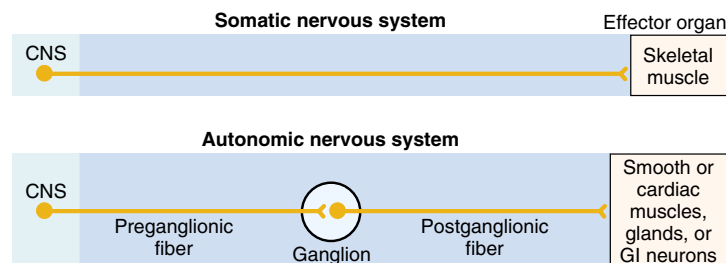 Somatic nervous system
Effector organ
CNS
Skeletal
muscle
Autonomic nervous system
CNS
Preganglionic
fiber
Ganglion
Postganglionic
fiber
Smooth or
cardiac
muscles,
glands, or
GI neurons